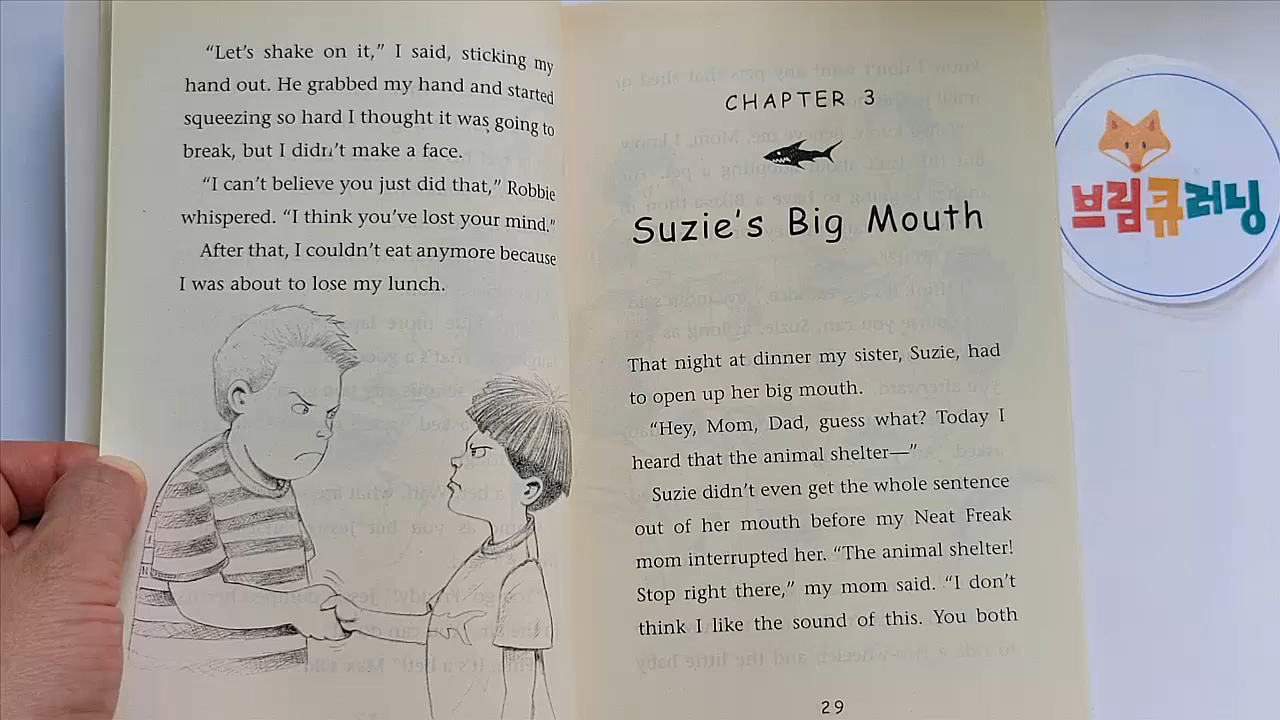 “Let’s shake on it,” I said, sticking my
hand out. He grabbed my hand and started
squeezing so hard I thought it was going to
break, but I didn’t make a face.
“I can’t believe you just did that,” Robbie
whispered. “I think you’ve lost your mind.”
After that, I couldn’t eat anymore because
I was about to lose my lunch.
CHAPTER 3
Suzie’s Big Mouth
That night at dinner my sister, Suzie, had
to open up her big mouth.
“Hey, Mom, Dad, guess what? Today I
heard that the animal shelter—”
Suzie didn’t even get the whole sentence
out of her mouth before my Neat Freak
mom interrupted her. “The animal shelter!
Stop right there,” my mom said. “I don’t
think I like the sound of this. You both
29
브림큐러닝